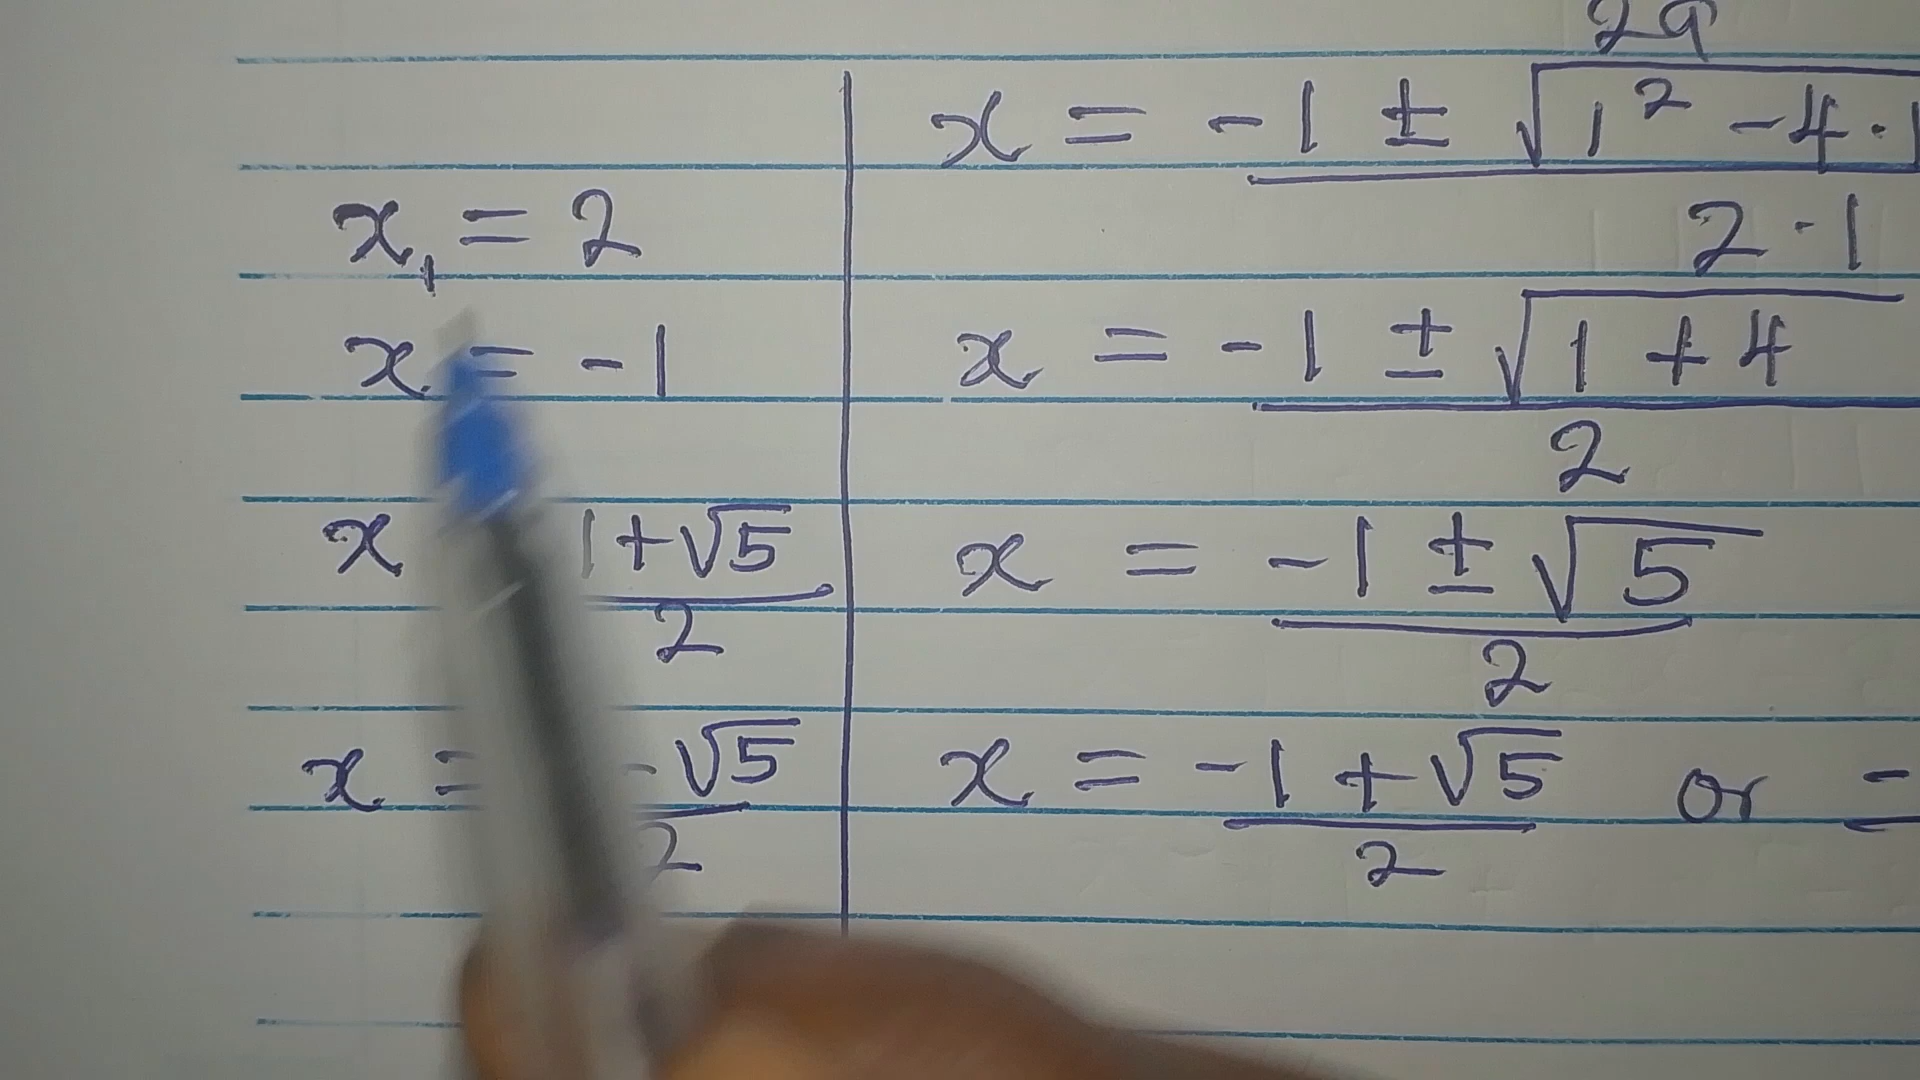 x₁ = 2
x = -1
x 1+√5
2
x = -√5
2
2a
x = -1 ± √1² -4·1
2·1
x = -1 ± √1+4
2
x = -1 ± √5
2
x = -1+√5 or -
2